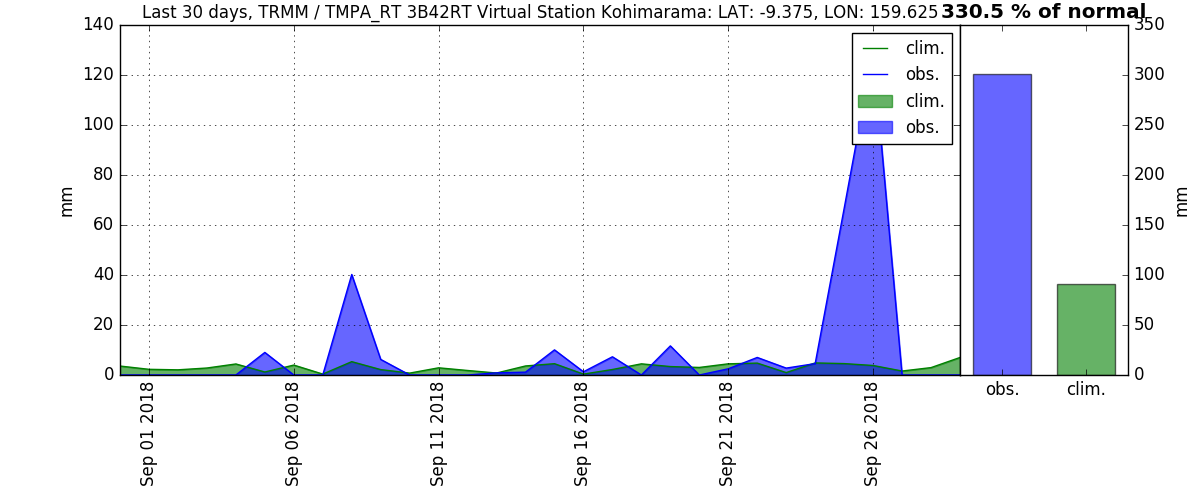 Last 30 days, TRMM / TMPA_RT 3B42RT Virtual Station Kohimarama: LAT: -9.375, LON: 159.625
330.5 % of normal
140
120
100
80
60
40
20
0
mm
clim.
obs.
clim.
obs.
Sep 01 2018
Sep 06 2018
Sep 11 2018
Sep 16 2018
Sep 21 2018
Sep 26 2018
350
300
250
200
150
100
50
0
mm
obs.
clim.